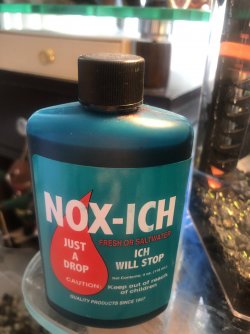 NOX-ICH
FRESH OR SALTWATER
JUST
A
DROP
ICH
WILL STOP
CAUTION:
Keep out of reach
of children.
QUALITY PRODUCTS SINCE